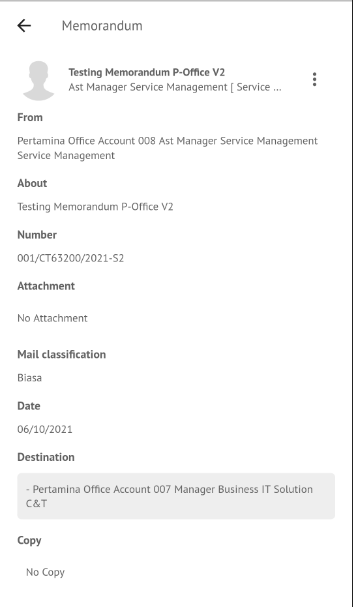 Memorandum
Testing Memorandum P-Office V2
Ast Manager Service Management [ Service ...
From
Pertamina Office Account 008 Ast Manager Service Management
Service Management
About
Testing Memorandum P-Office V2
Number
001/CT63200/2021-S2
Attachment
No Attachment
Mail classification
Biasa
Date
06/10/2021
Destination
- Pertamina Office Account 007 Manager Business IT Solution
C&T
Copy
No Copy